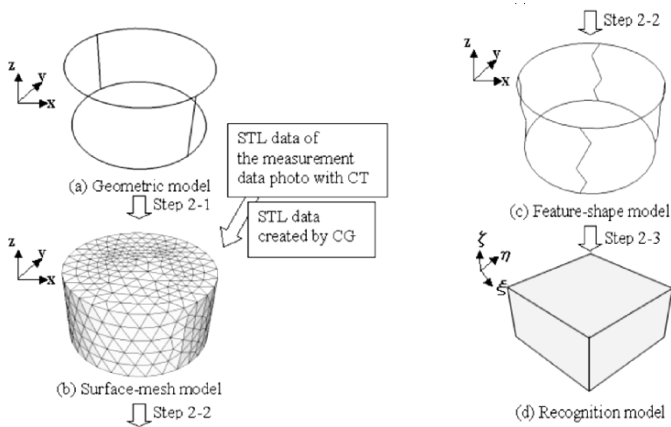 z
y
x
(a) Geometric model
Step 2-1
STL data of
the measurement
data photo with CT
STL data
created by CG
z
y
x
(b) Surface-mesh model
Step 2-2
Step 2-2
z
y
x
(c) Feature-shape model
Step 2-3
ζ
η
ξ
(d) Recognition model